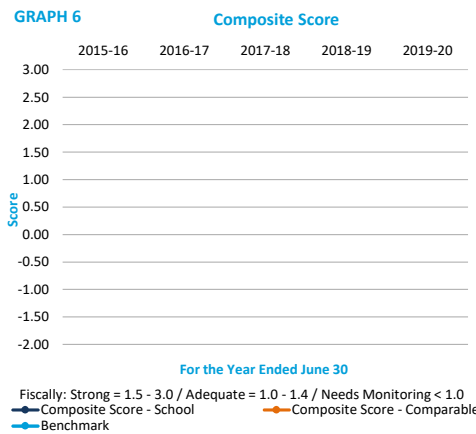 GRAPH 6
Composite Score
2015-16 2016-17 2017-18 2018-19 2019-20
3.00
2.50
2.00
1.50
1.00
0.50
0.00
-0.50
-1.00
-1.50
-2.00
Score
For the Year Ended June 30
Fiscally: Strong = 1.5 - 3.0 / Adequate = 1.0 - 1.4 / Needs Monitoring < 1.0
Composite Score - School Composite Score - Comparable
Benchmark